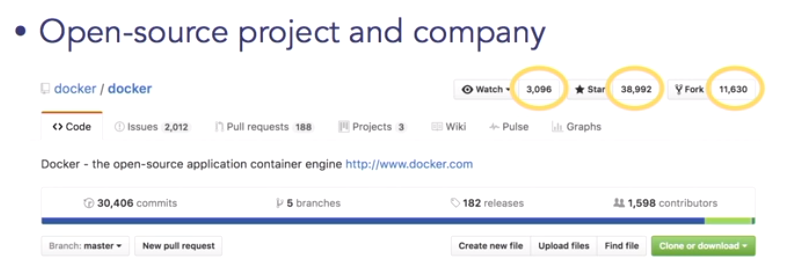 • Open-source project and company
docker / docker Watch 3,096 Star 38,992 Fork 11,630
<> Code Issues 2,012 Pull requests 188 Projects 3 Wiki Pulse Graphs
Docker - the open-source application container engine http://www.docker.com
30,406 commits 5 branches 182 releases 1,598 contributors
Branch: master New pull request Create new file Upload files Find file Clone or download